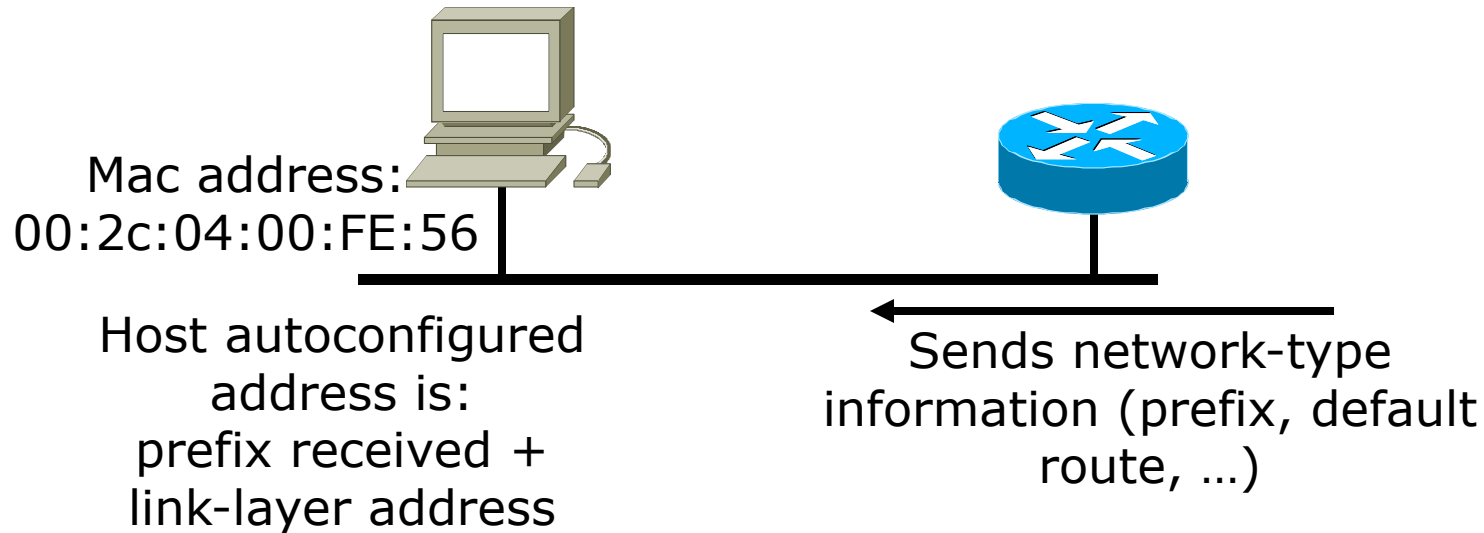 Mac address:
00:2c:04:00:FE:56
Host autoconfigured
address is:
prefix received +
link-layer address
Sends network-type
information (prefix, default
route, …)